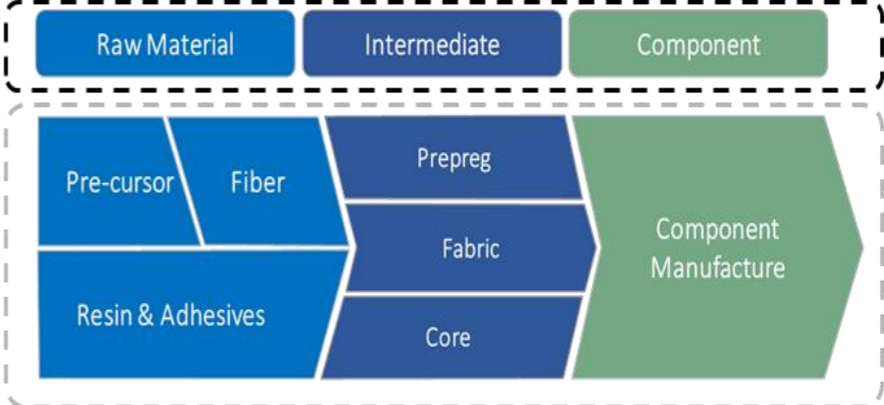 Raw Material
Intermediate
Component
Pre-cursor
Fiber
Resin & Adhesives
Prepreg
Fabric
Core
Component
Manufacture